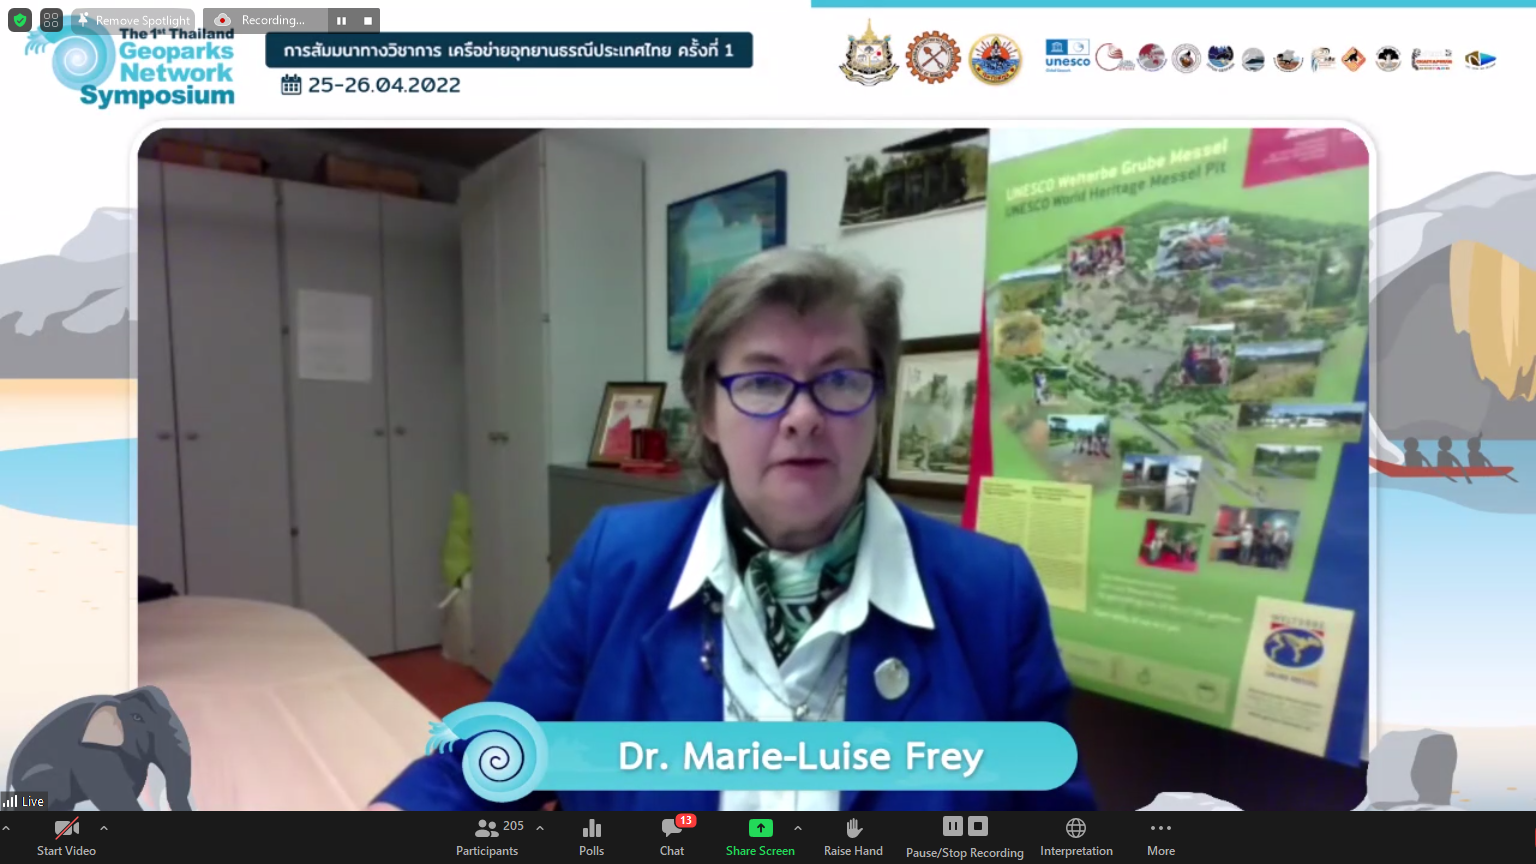 Remove Spotlight
Recording...
The 1st Thailand
Geoparks
Network
Symposium
การสัมมนาทางวิชาการ เครือข่ายอุทยานธรณีประเทศไทย ครั้งที่ 1
25-26.04.2022
unesco
UNESCO Welterbe Grube Messel
UNESCO World Heritage Messel Pit
WELTERBE
Dr. Marie-Luise Frey
Live
Start Video
205
Participants
Polls
13
Chat
Share Screen
Raise Hand
Pause/Stop Recording
Interpretation
More